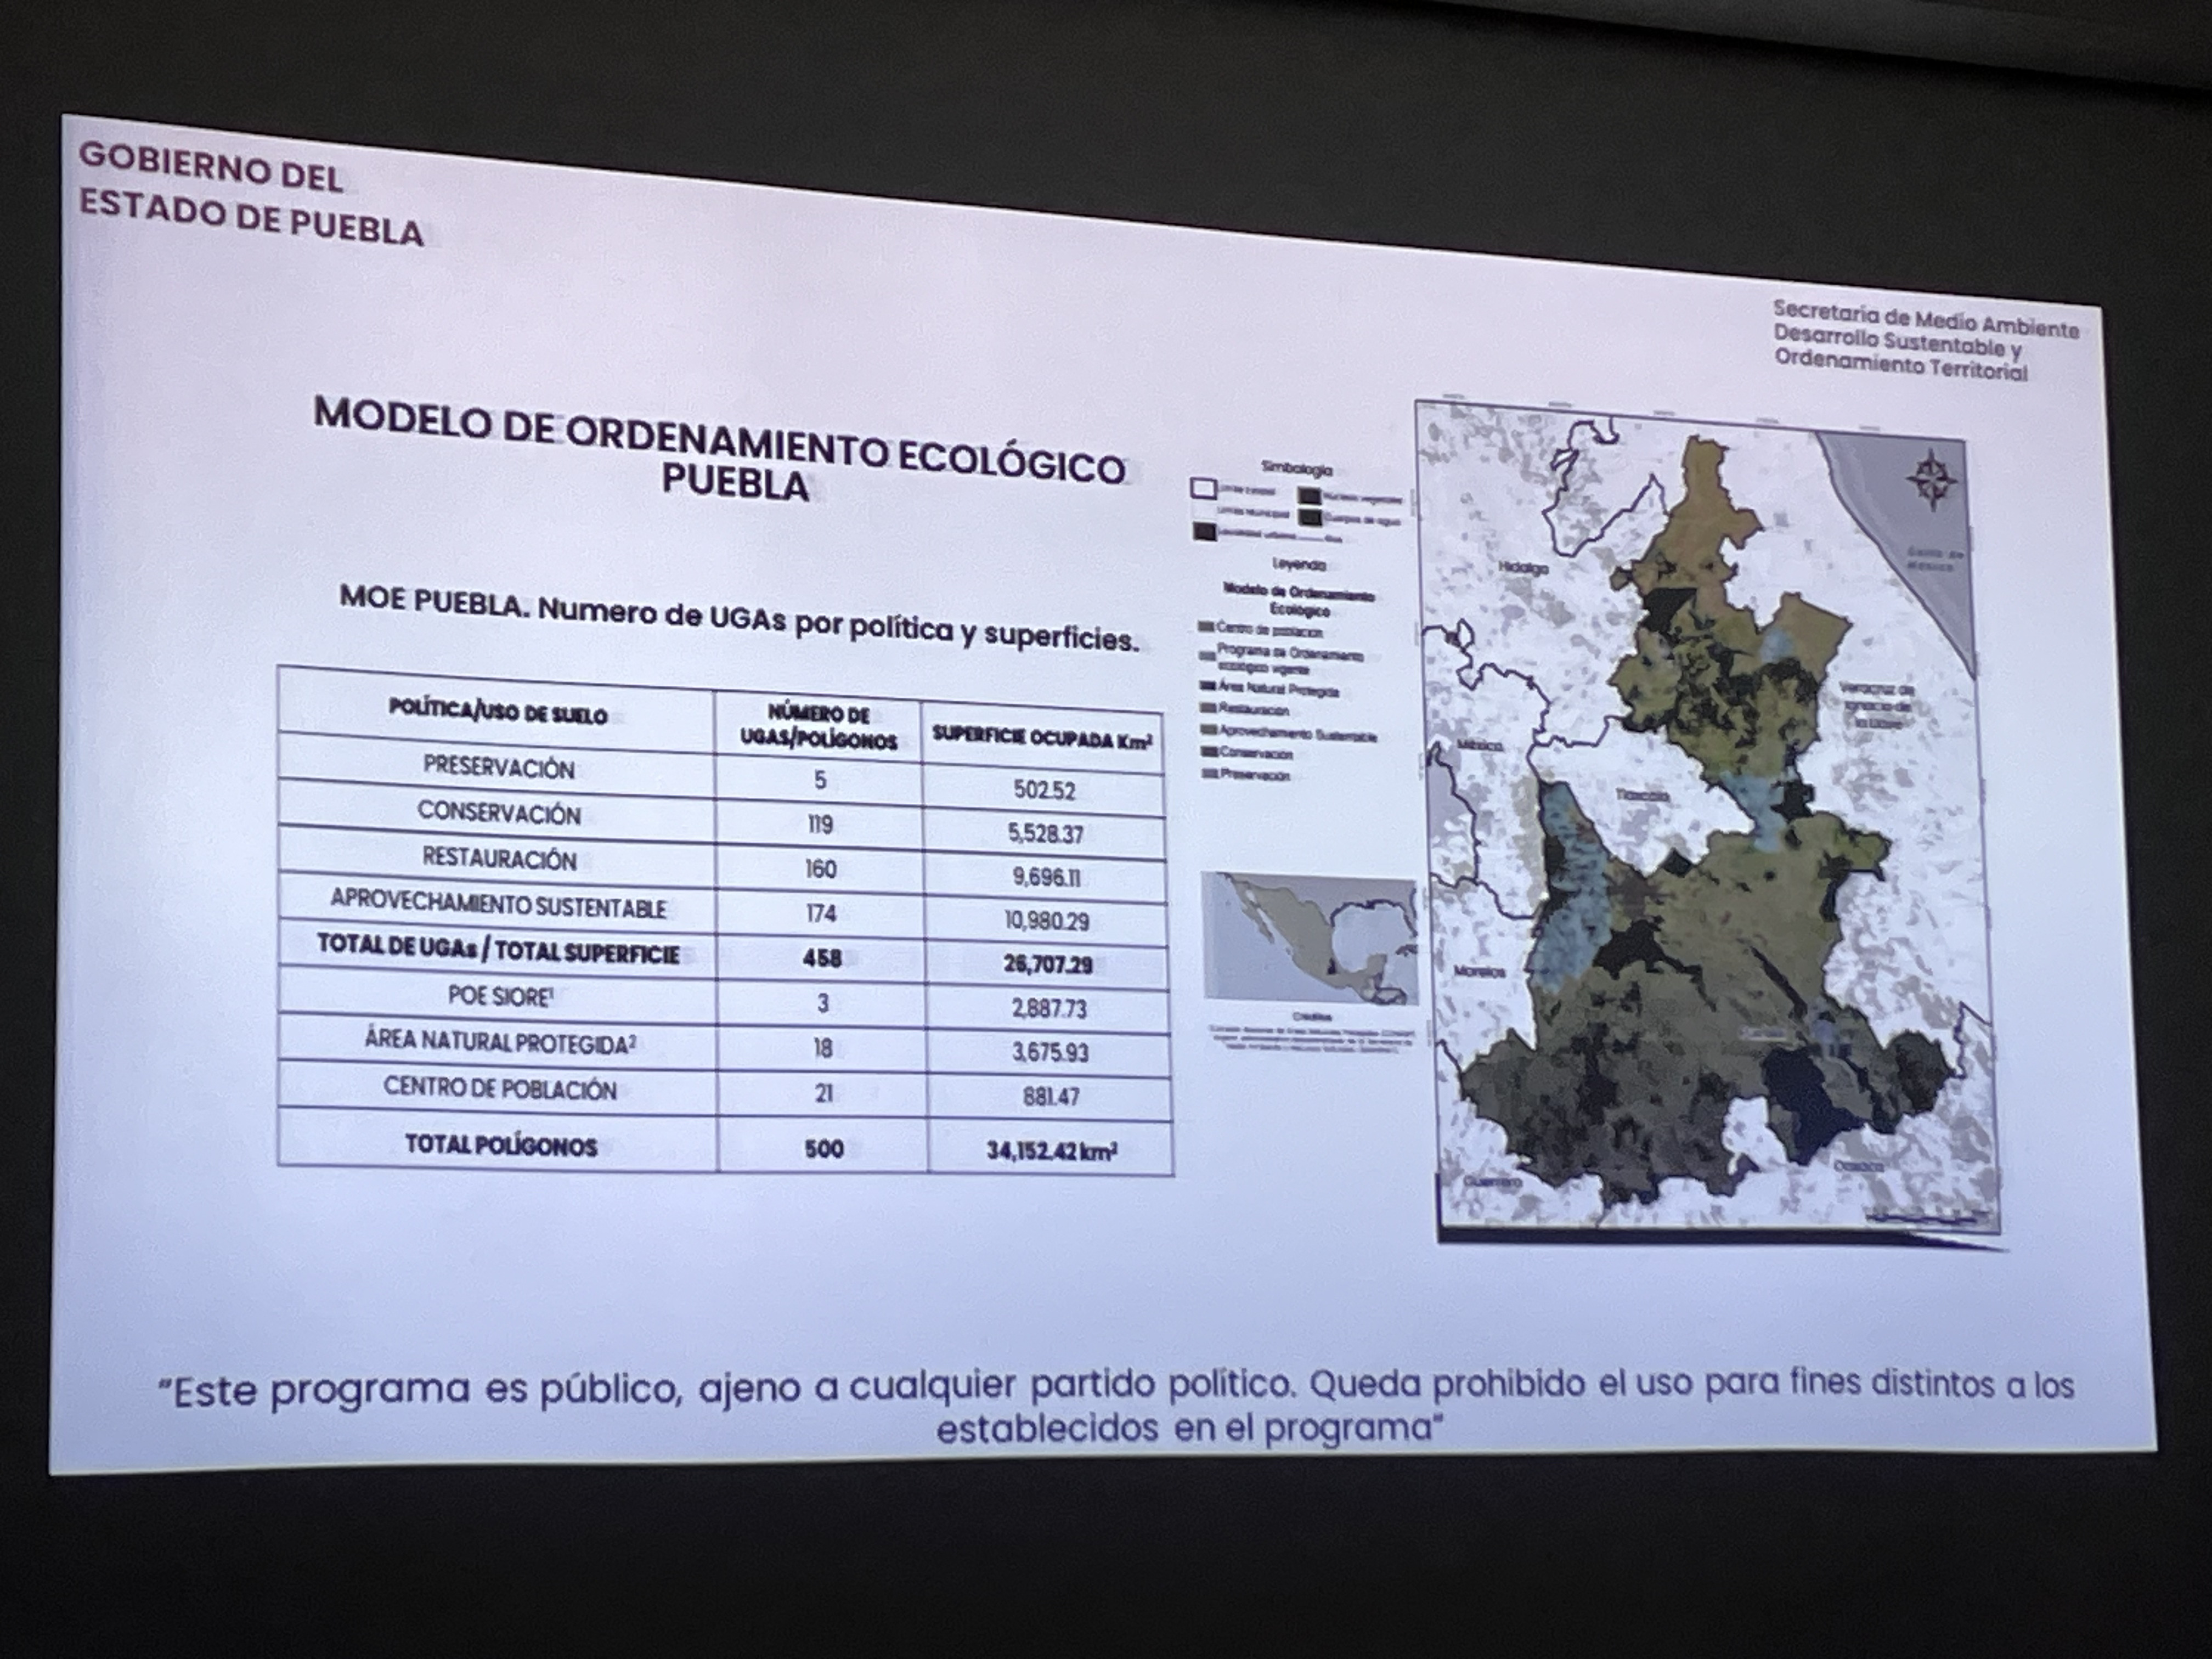 GOBIERNO DEL
ESTADO DE PUEBLA
Secretaría de Medio Ambiente
Desarrollo Sustentable y
Ordenamiento Territorial
MODELO DE ORDENAMIENTO ECOLÓGICO
PUEBLA
MOE PUEBLA. Numero de UGAs por política y superficies.
POLÍTICA/USO DE SUELO NÚMERO DE UGAS/POLÍGONOS SUPERFICIE OCUPADA Km²
PRESERVACIÓN 5 502.52
CONSERVACIÓN 119 5,528.37
RESTAURACIÓN 160 9,696.11
APROVECHAMIENTO SUSTENTABLE 174 10,980.29
TOTAL DE UGAs / TOTAL SUPERFICIE 458 26,707.29
POE SIORE¹ 3 2,887.73
ÁREA NATURAL PROTEGIDA² 18 3,675.93
CENTRO DE POBLACIÓN 21 881.47
TOTAL POLÍGONOS 500 34,152.42 km²
Simbología
Leyenda
Modelo de Ordenamiento
Ecológico
Centro de población
Programa de Ordenamiento
ecológico vigente
Área Natural Protegida
Restauración
Aprovechamiento Sustentable
Conservación
Preservación
Hidalgo
Veracruz de
Ignacio de
la Llave
México
Tlaxcala
Morelos
Guerrero
Oaxaca
"Este programa es público, ajeno a cualquier partido político. Queda prohibido el uso para fines distintos a los
establecidos en el programa"